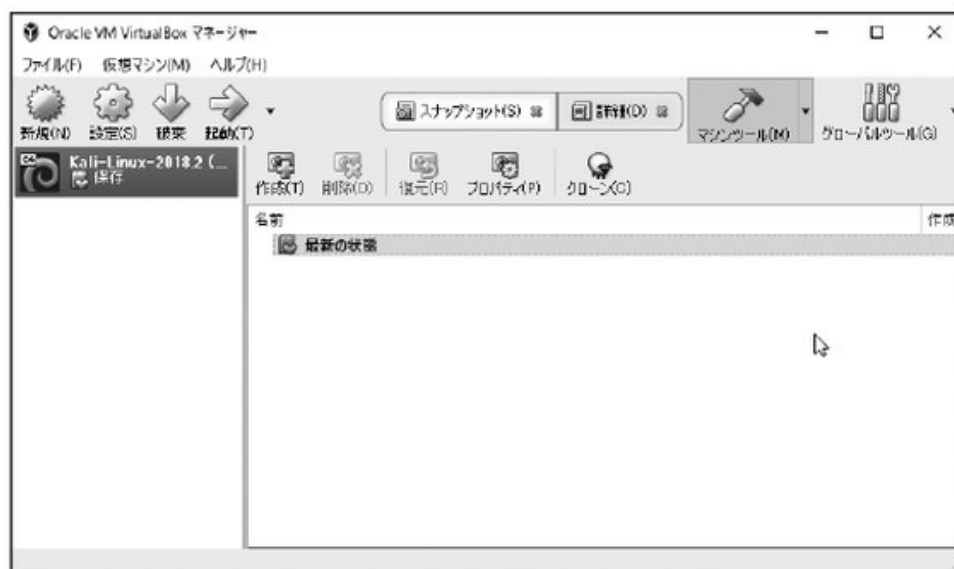 Oracle VM VirtualBox マネージャー
ファイル(F) 仮想マシン(M) ヘルプ(H)
新規(N) 設定(S) 破棄 起動(T) スナップショット(S) 詳細(D) マシンツール(M) グローバルツール(G)
64 Kali-Linux-2018.2 (...
保存
作成(T) 削除(D) 復元(R) プロパティ(P) クローン(C)
名前 作成
最新の状態